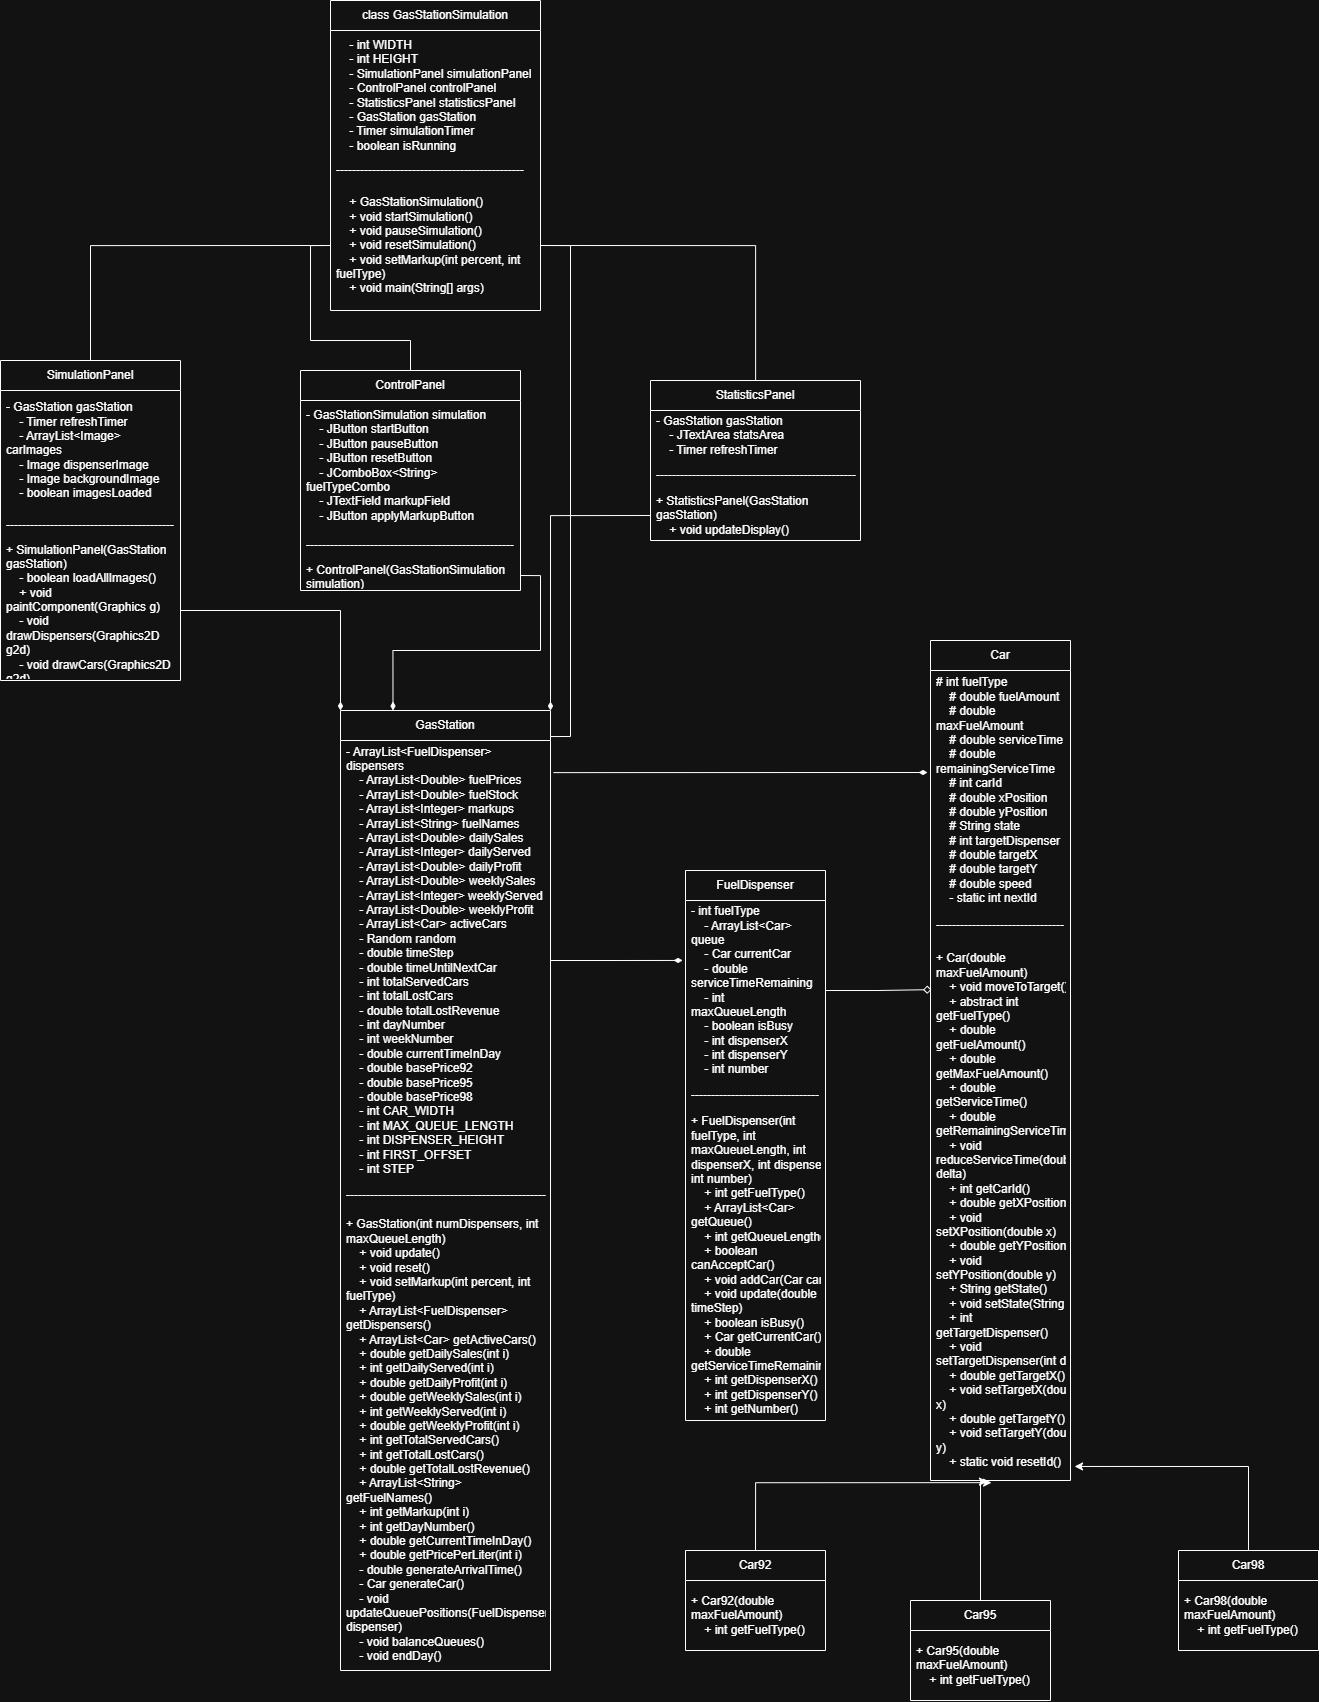 class GasStationSimulation
- int WIDTH
- int HEIGHT
- SimulationPanel simulationPanel
- ControlPanel controlPanel
- StatisticsPanel statisticsPanel
- GasStation gasStation
- Timer simulationTimer
- boolean isRunning
-----------------------------------------------
+ GasStationSimulation()
+ void startSimulation()
+ void pauseSimulation()
+ void resetSimulation()
+ void setMarkup(int percent, int
fuelType)
+ void main(String[] args)
SimulationPanel
- GasStation gasStation
- Timer refreshTimer
- ArrayList<Image>
carImages
- Image dispenserImage
- Image backgroundImage
- boolean imagesLoaded
------------------------------------------
+ SimulationPanel(GasStation
gasStation)
- boolean loadAllImages()
+ void
paintComponent(Graphics g)
- void
drawDispensers(Graphics2D
g2d)
- void drawCars(Graphics2D
g2d)
ControlPanel
- GasStationSimulation simulation
- JButton startButton
- JButton pauseButton
- JButton resetButton
- JComboBox<String>
fuelTypeCombo
- JTextField markupField
- JButton applyMarkupButton
----------------------------------------------------
+ ControlPanel(GasStationSimulation
simulation)
StatisticsPanel
- GasStation gasStation
- JTextArea statsArea
- Timer refreshTimer
--------------------------------------------------
+ StatisticsPanel(GasStation
gasStation)
+ void updateDisplay()
GasStation
- ArrayList<FuelDispenser>
dispensers
- ArrayList<Double> fuelPrices
- ArrayList<Double> fuelStock
- ArrayList<Integer> markups
- ArrayList<String> fuelNames
- ArrayList<Double> dailySales
- ArrayList<Integer> dailyServed
- ArrayList<Double> dailyProfit
- ArrayList<Double> weeklySales
- ArrayList<Integer> weeklyServed
- ArrayList<Double> weeklyProfit
- ArrayList<Car> activeCars
- Random random
- double timeStep
- double timeUntilNextCar
- int totalServedCars
- int totalLostCars
- double totalLostRevenue
- int dayNumber
- int weekNumber
- double currentTimeInDay
- double basePrice92
- double basePrice95
- double basePrice98
- int CAR_WIDTH
- int MAX_QUEUE_LENGTH
- int DISPENSER_HEIGHT
- int FIRST_OFFSET
- int STEP
--------------------------------------------------
+ GasStation(int numDispensers, int
maxQueueLength)
+ void update()
+ void reset()
+ void setMarkup(int percent, int
fuelType)
+ ArrayList<FuelDispenser>
getDispensers()
+ ArrayList<Car> getActiveCars()
+ double getDailySales(int i)
+ int getDailyServed(int i)
+ double getDailyProfit(int i)
+ double getWeeklySales(int i)
+ int getWeeklyServed(int i)
+ double getWeeklyProfit(int i)
+ int getTotalServedCars()
+ int getTotalLostCars()
+ double getTotalLostRevenue()
+ ArrayList<String>
getFuelNames()
+ int getMarkup(int i)
+ int getDayNumber()
+ double getCurrentTimeInDay()
+ double getPricePerLiter(int i)
- double generateArrivalTime()
- Car generateCar()
- void
updateQueuePositions(FuelDispenser
dispenser)
- void balanceQueues()
- void endDay()
FuelDispenser
- int fuelType
- ArrayList<Car>
queue
- Car currentCar
- double
serviceTimeRemaining
- int
maxQueueLength
- boolean isBusy
- int dispenserX
- int dispenserY
- int number
--------------------------------
+ FuelDispenser(int
fuelType, int
maxQueueLength, int
dispenserX, int dispense
int number)
+ int getFuelType()
+ ArrayList<Car>
getQueue()
+ int getQueueLength(
+ boolean
canAcceptCar()
+ void addCar(Car car
+ void update(double
timeStep)
+ boolean isBusy()
+ Car getCurrentCar()
+ double
getServiceTimeRemainin
+ int getDispenserX()
+ int getDispenserY()
+ int getNumber()
Car
# int fuelType
# double fuelAmount
# double
maxFuelAmount
# double serviceTime
# double
remainingServiceTime
# int carId
# double xPosition
# double yPosition
# String state
# int targetDispenser
# double targetX
# double targetY
# double speed
- static int nextId
--------------------------------
+ Car(double
maxFuelAmount)
+ void moveToTarget()
+ abstract int
getFuelType()
+ double
getFuelAmount()
+ double
getMaxFuelAmount()
+ double
getServiceTime()
+ double
getRemainingServiceTim
+ void
reduceServiceTime(doub
delta)
+ int getCarId()
+ double getXPosition
+ void
setXPosition(double x)
+ double getYPosition
+ void
setYPosition(double y)
+ String getState()
+ void setState(String
+ int
getTargetDispenser()
+ void
setTargetDispenser(int d
+ double getTargetX()
+ void setTargetX(dou
x)
+ double getTargetY()
+ void setTargetY(dou
y)
+ static void resetId()
Car92
+ Car92(double
maxFuelAmount)
+ int getFuelType()
Car95
+ Car95(double
maxFuelAmount)
+ int getFuelType()
Car98
+ Car98(double
maxFuelAmount)
+ int getFuelType()